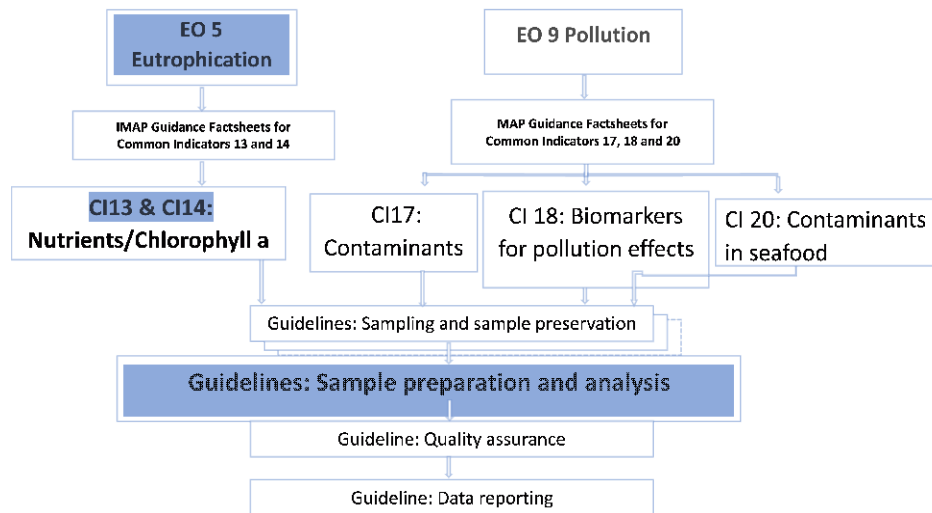 EO 5
Eutrophication
EO 9 Pollution
IMAP Guidance Factsheets for
Common Indicators 13 and 14
MAP Guidance Factsheets for
Common Indicators 17, 18 and 20
CI13 & CI14:
Nutrients/Chlorophyll a
CI17:
Contaminants
CI 18: Biomarkers
for pollution effects
CI 20: Contaminants
in seafood
Guidelines: Sampling and sample preservation
Guidelines: Sample preparation and analysis
Guideline: Quality assurance
Guideline: Data reporting